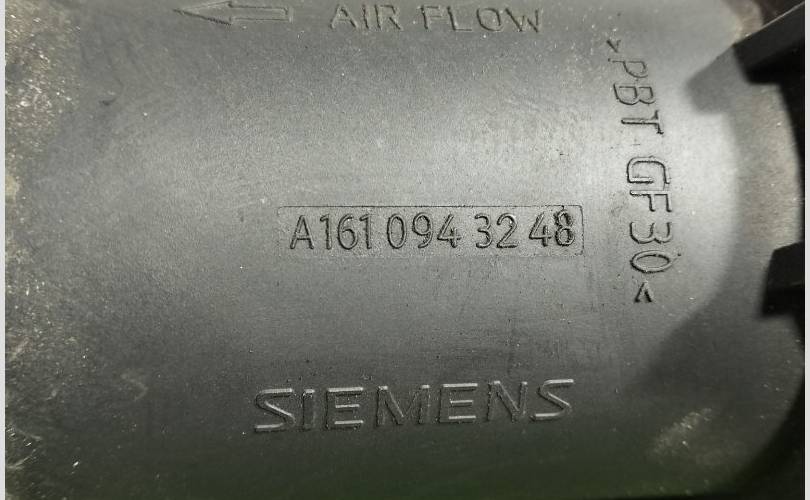 AIR FLOW
>PBT GF30<
A161 094 32 48
SIEMENS